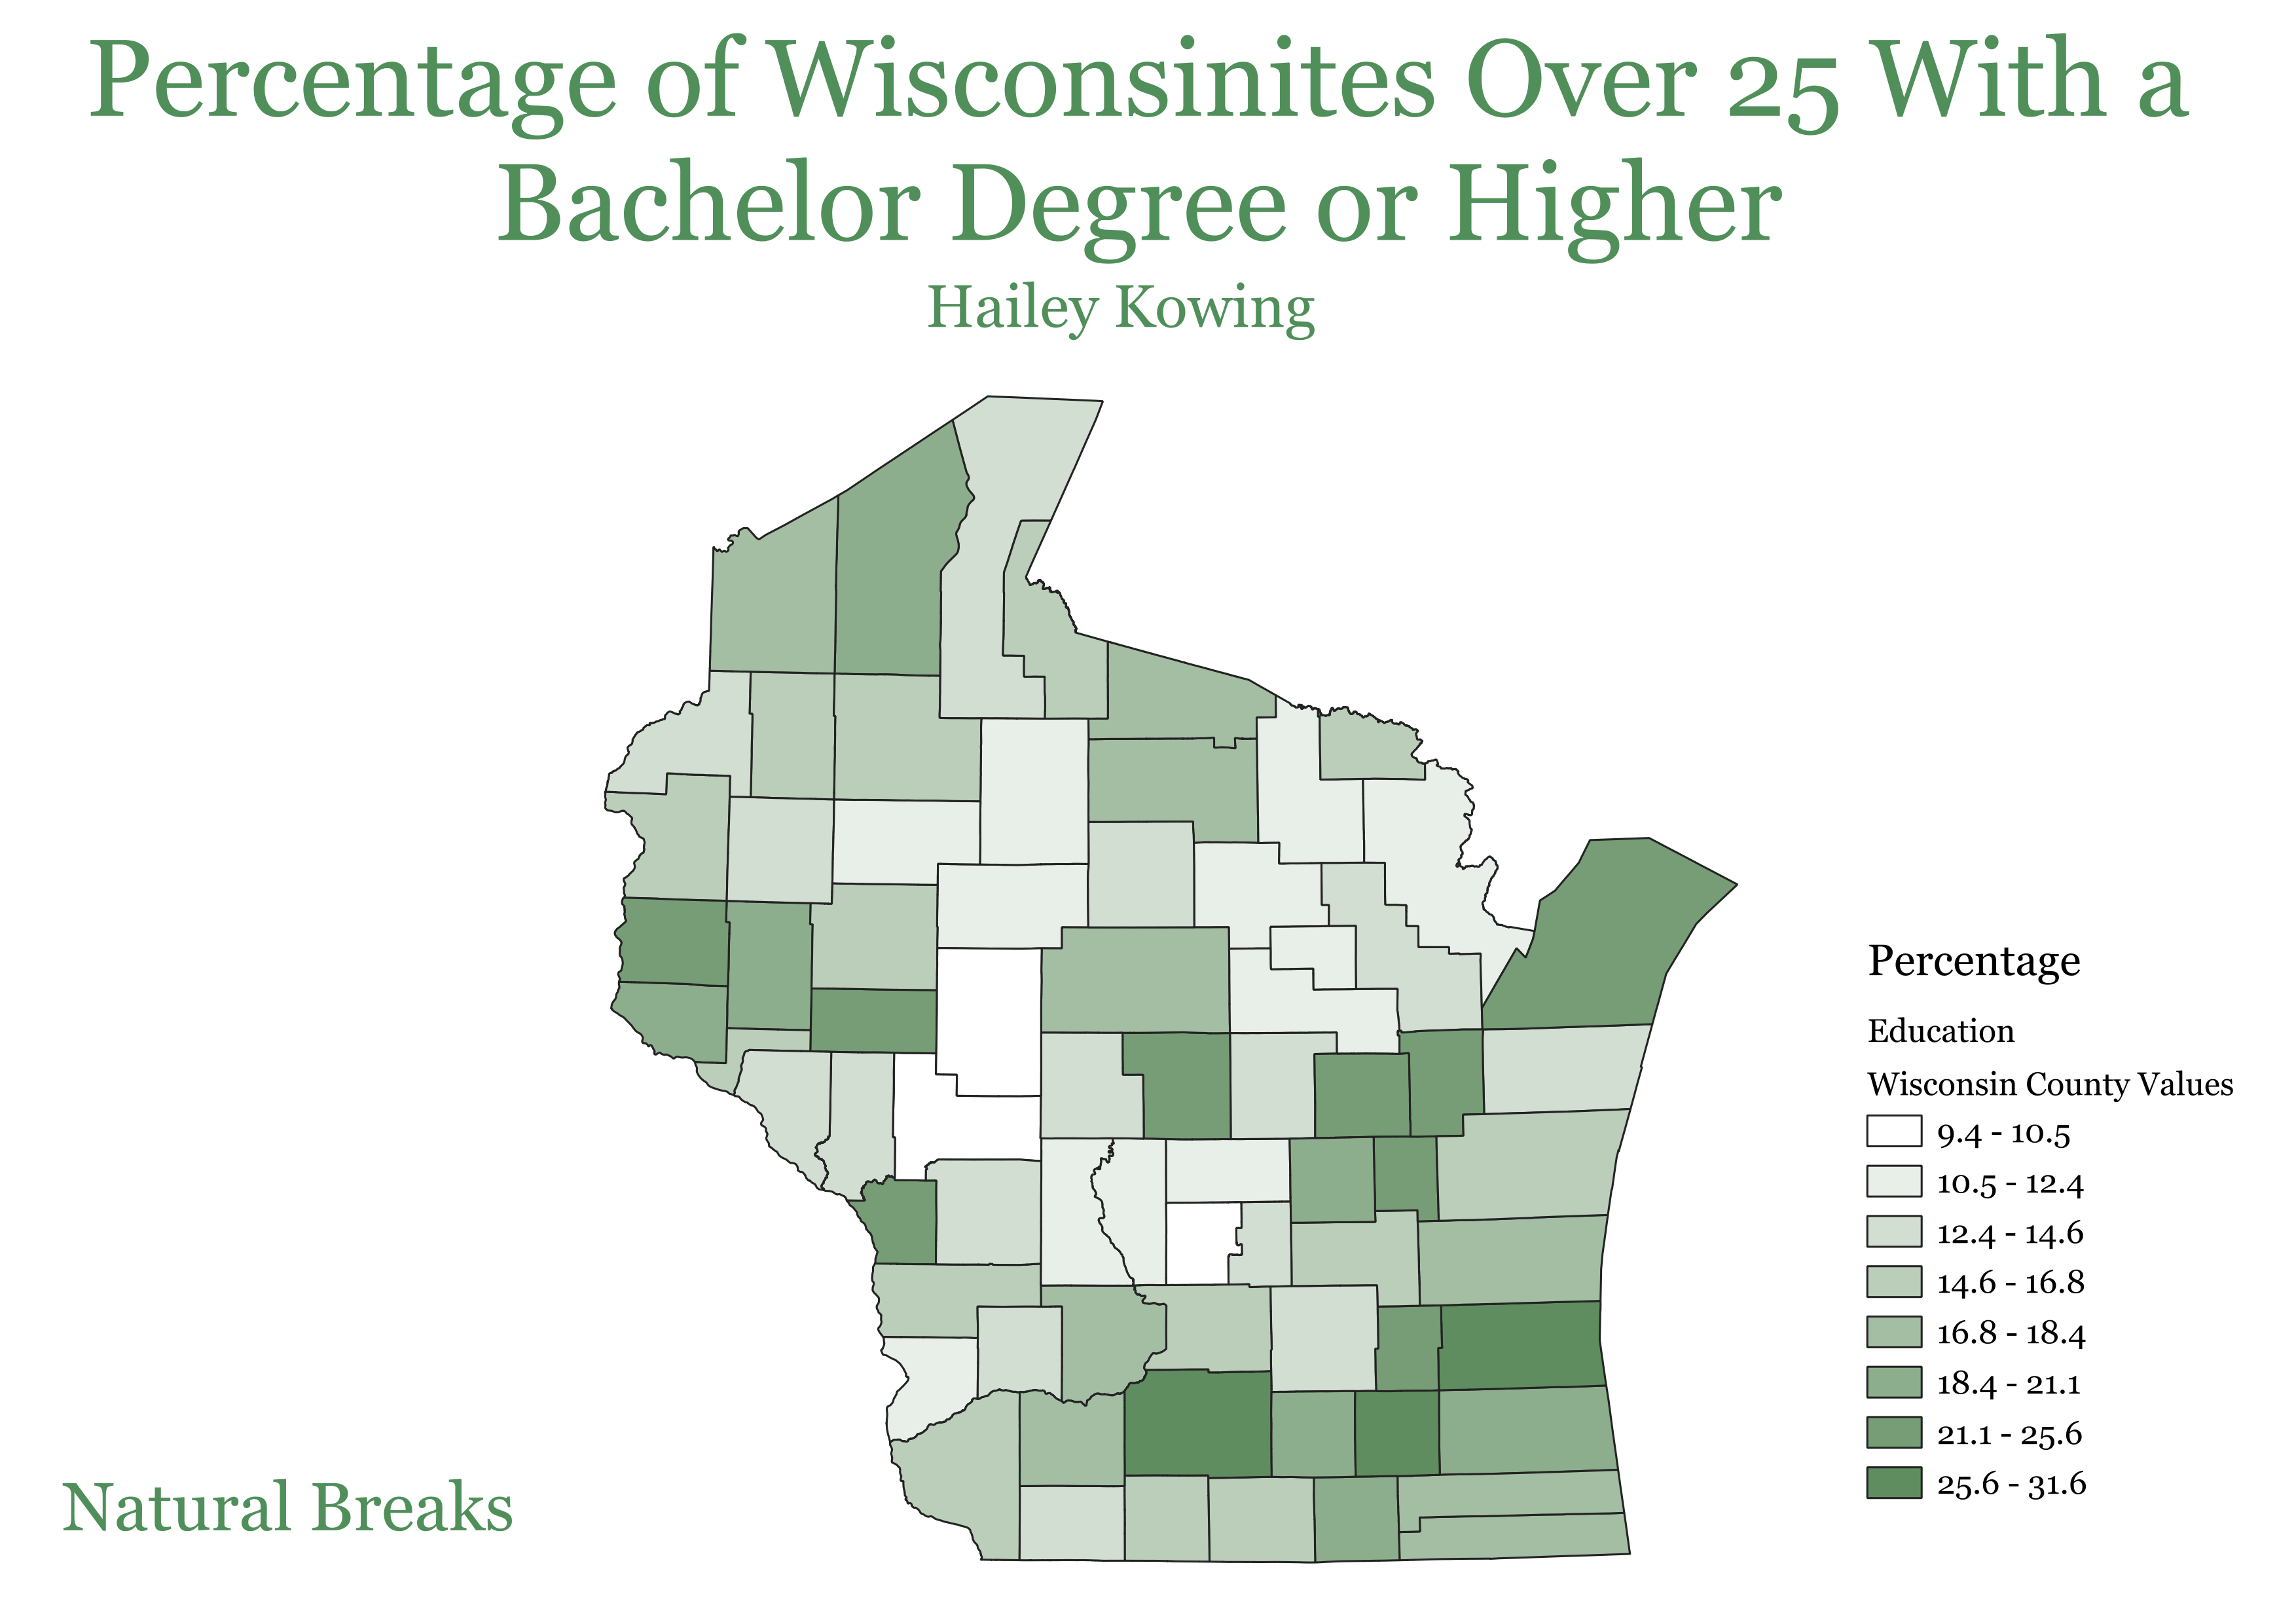 Percentage of Wisconsinites Over 25 With a
Bachelor Degree or Higher
Hailey Kowing
Percentage
Education
Wisconsin County Values
9.4 - 10.5
10.5 - 12.4
12.4 - 14.6
14.6 - 16.8
16.8 - 18.4
18.4 - 21.1
21.1 - 25.6
25.6 - 31.6
Natural Breaks